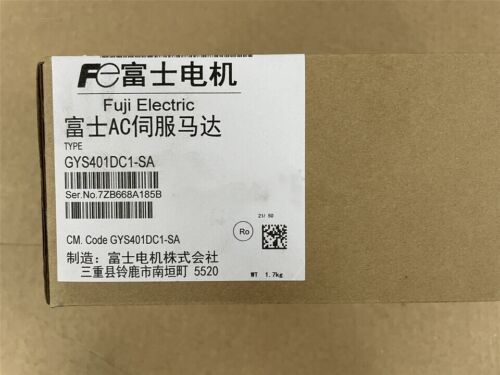 Fe富士电机
Fuji Electric
富士AC伺服马达
TYPE
GYS401DC1-SA
Ser.No.7ZB668A185B
21/ 50
Ro
CM. Code GYS401DC1-SA
制造：富士电机株式会社
三重县铃鹿市南垣町 5520
WT 1.7kg